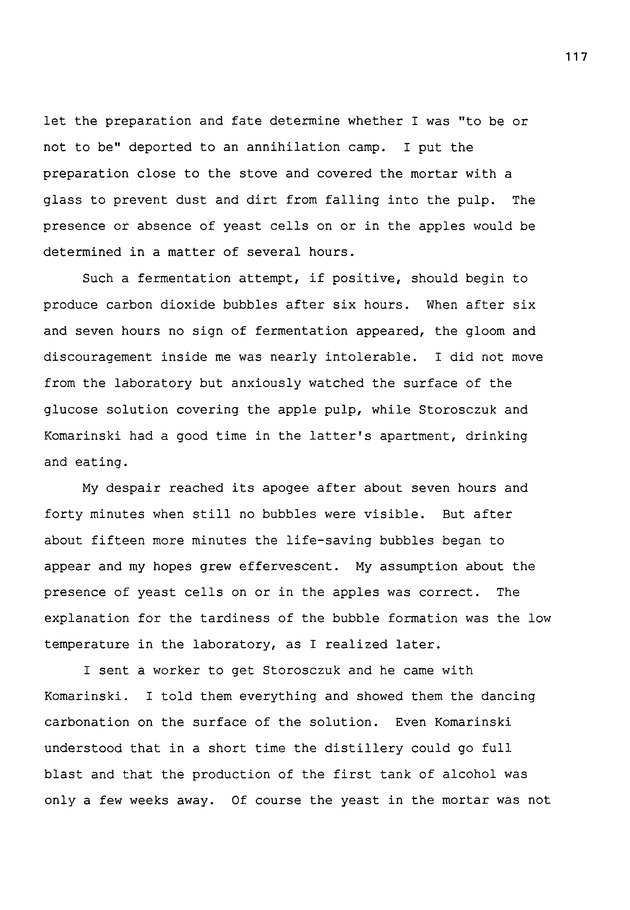 117
let the preparation and fate determine whether I was "to be or
not to be" deported to an annihilation camp.  I put the
preparation close to the stove and covered the mortar with a
glass to prevent dust and dirt from falling into the pulp.  The
presence or absence of yeast cells on or in the apples would be
determined in a matter of several hours.
Such a fermentation attempt, if positive, should begin to
produce carbon dioxide bubbles after six hours.  When after six
and seven hours no sign of fermentation appeared, the gloom and
discouragement inside me was nearly intolerable.  I did not move
from the laboratory but anxiously watched the surface of the
glucose solution covering the apple pulp, while Storosczuk and
Komarinski had a good time in the latter's apartment, drinking
and eating.
My despair reached its apogee after about seven hours and
forty minutes when still no bubbles were visible.  But after
about fifteen more minutes the life-saving bubbles began to
appear and my hopes grew effervescent.  My assumption about the
presence of yeast cells on or in the apples was correct.  The
explanation for the tardiness of the bubble formation was the low
temperature in the laboratory, as I realized later.
I sent a worker to get Storosczuk and he came with
Komarinski.  I told them everything and showed them the dancing
carbonation on the surface of the solution.  Even Komarinski
understood that in a short time the distillery could go full
blast and that the production of the first tank of alcohol was
only a few weeks away.  Of course the yeast in the mortar was not